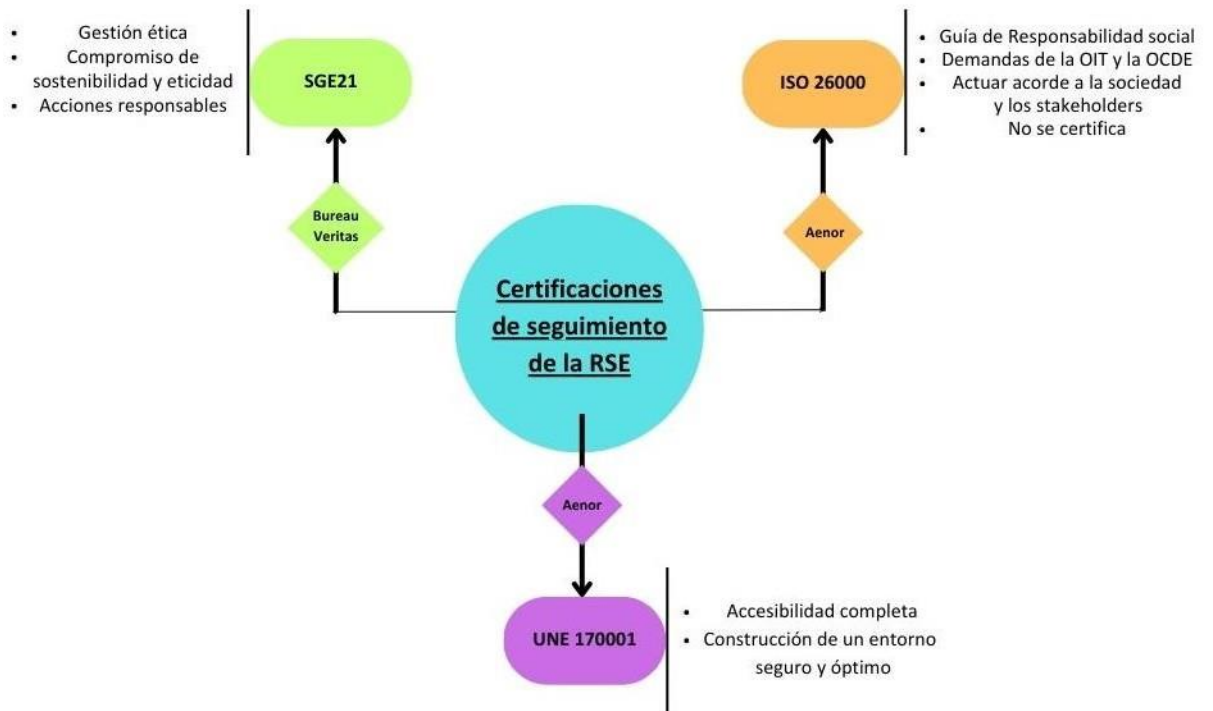 Gestión ética
Compromiso de
sostenibilidad y eticidad
Acciones responsables
SGE21
Bureau
Veritas
ISO 26000
Guía de Responsabilidad social
Demandas de la OIT y la OCDE
Actuar acorde a la sociedad
y los stakeholders
No se certifica
Aenor
Certificaciones
de seguimiento
de la RSE
Aenor
UNE 170001
Accesibilidad completa
Construcción de un entorno
seguro y óptimo